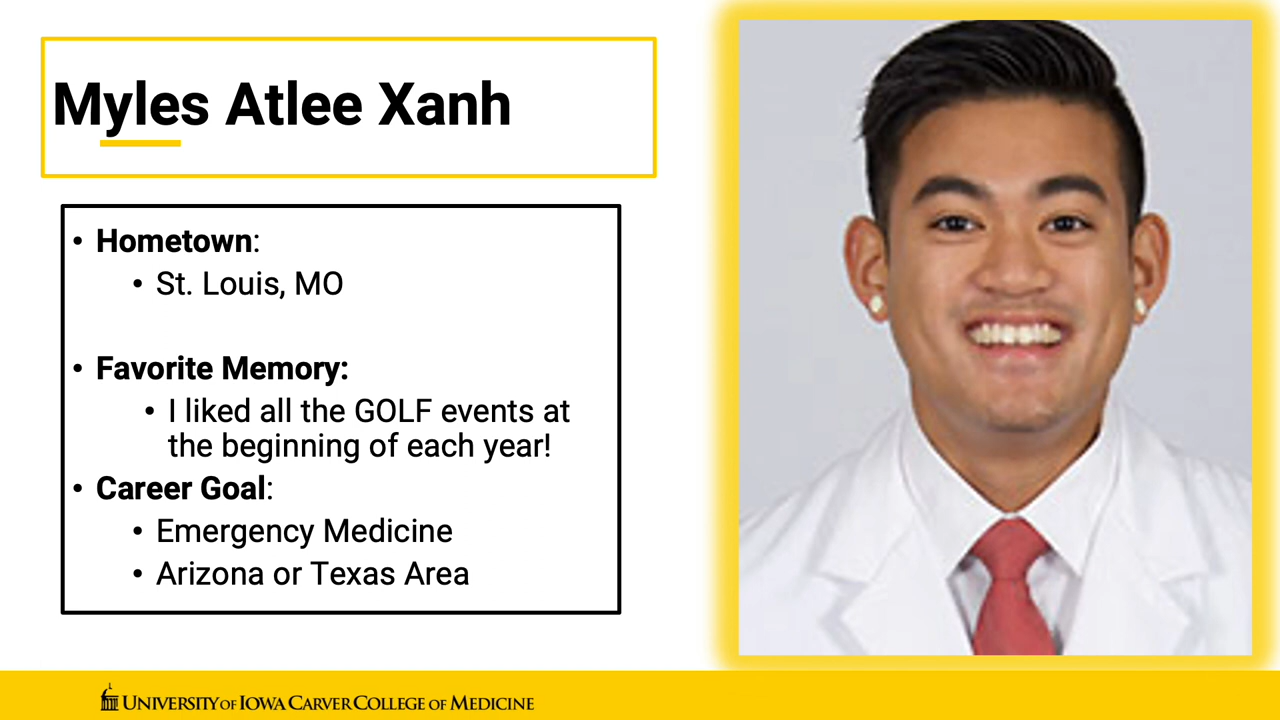 Myles Atlee Xanh
• Hometown:
• St. Louis, MO
• Favorite Memory:
• I liked all the GOLF events at
the beginning of each year!
• Career Goal:
• Emergency Medicine
• Arizona or Texas Area
UNIVERSITY OF IOWA CARVER COLLEGE OF MEDICINE